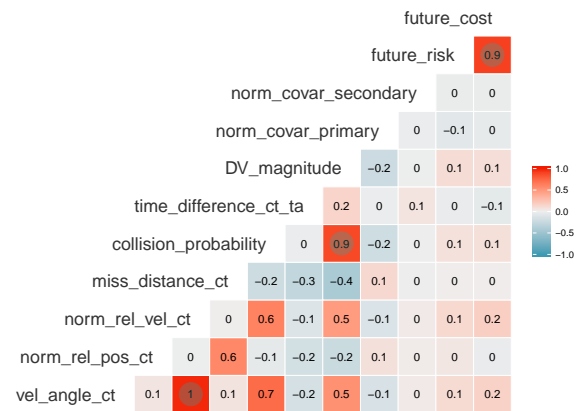 future_cost
future_risk 0.9
norm_covar_secondary 0 0
norm_covar_primary 0 −0.1 0
DV_magnitude −0.2 0 0.1 0.1
time_difference_ct_ta 0.2 0 0.1 0 −0.1
collision_probability 0 0.9 −0.2 0 0.1 0.1
miss_distance_ct −0.2 −0.3 −0.4 0.1 0 0 0
norm_rel_vel_ct 0 0.6 −0.1 0.5 −0.1 0 0.1 0.2
norm_rel_pos_ct 0 0.6 −0.1 −0.2 −0.2 0.1 0 0 0
vel_angle_ct 0.1 1 0.1 0.7 −0.2 0.5 −0.1 0 0.1 0.2
1.0
0.5
0.0
−0.5
−1.0